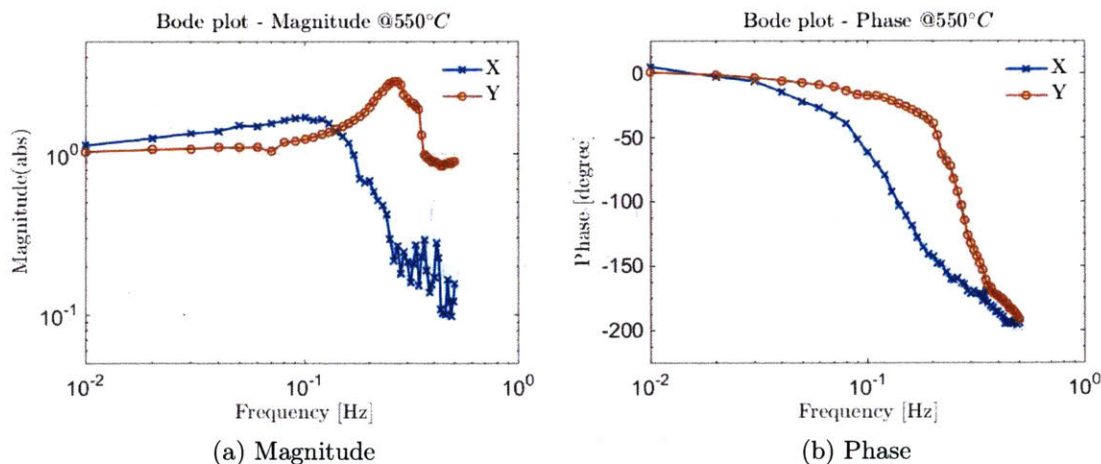 Bode plot - Magnitude @550°C
X
Y
10^0
10^-1
Magnitude(abs)
10^-2
10^-1
10^0
Frequency [Hz]
(a) Magnitude
Bode plot - Phase @550°C
X
Y
0
-50
-100
-150
-200
Phase [degree]
10^-2
10^-1
10^0
Frequency [Hz]
(b) Phase